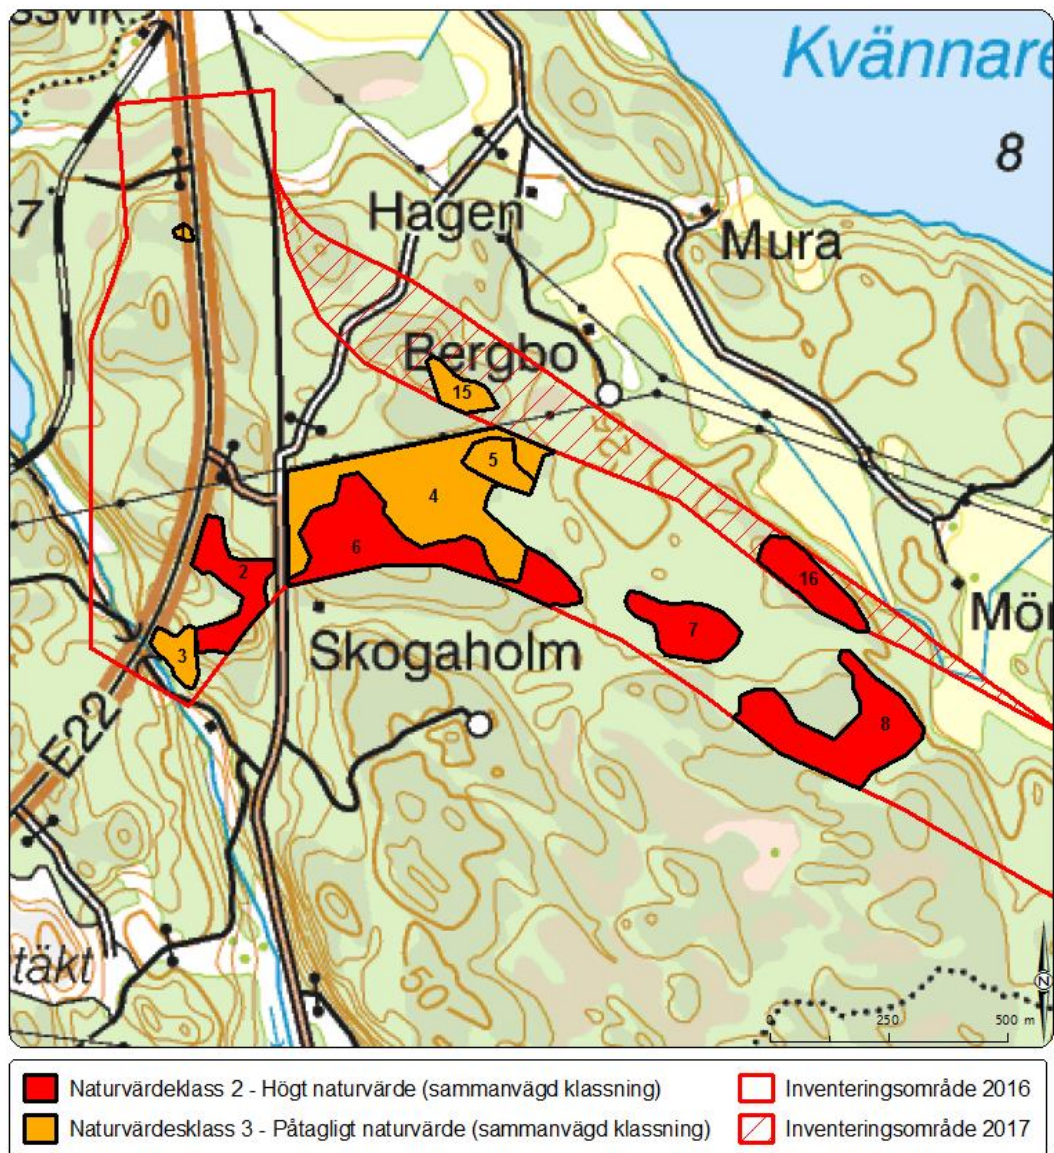 Kvännare
8
7
Hagen
Mura
Bergbo
15
5
4
6
2
16
3
7
Skogaholm
Mör
8
E22
täkt
50
N
0 250 500 m
Naturvärdeklass 2 - Högt naturvärde (sammanvägd klassning)
Inventeringsområde 2016
Naturvärdesklass 3 - Påtagligt naturvärde (sammanvägd klassning)
Inventeringsområde 2017